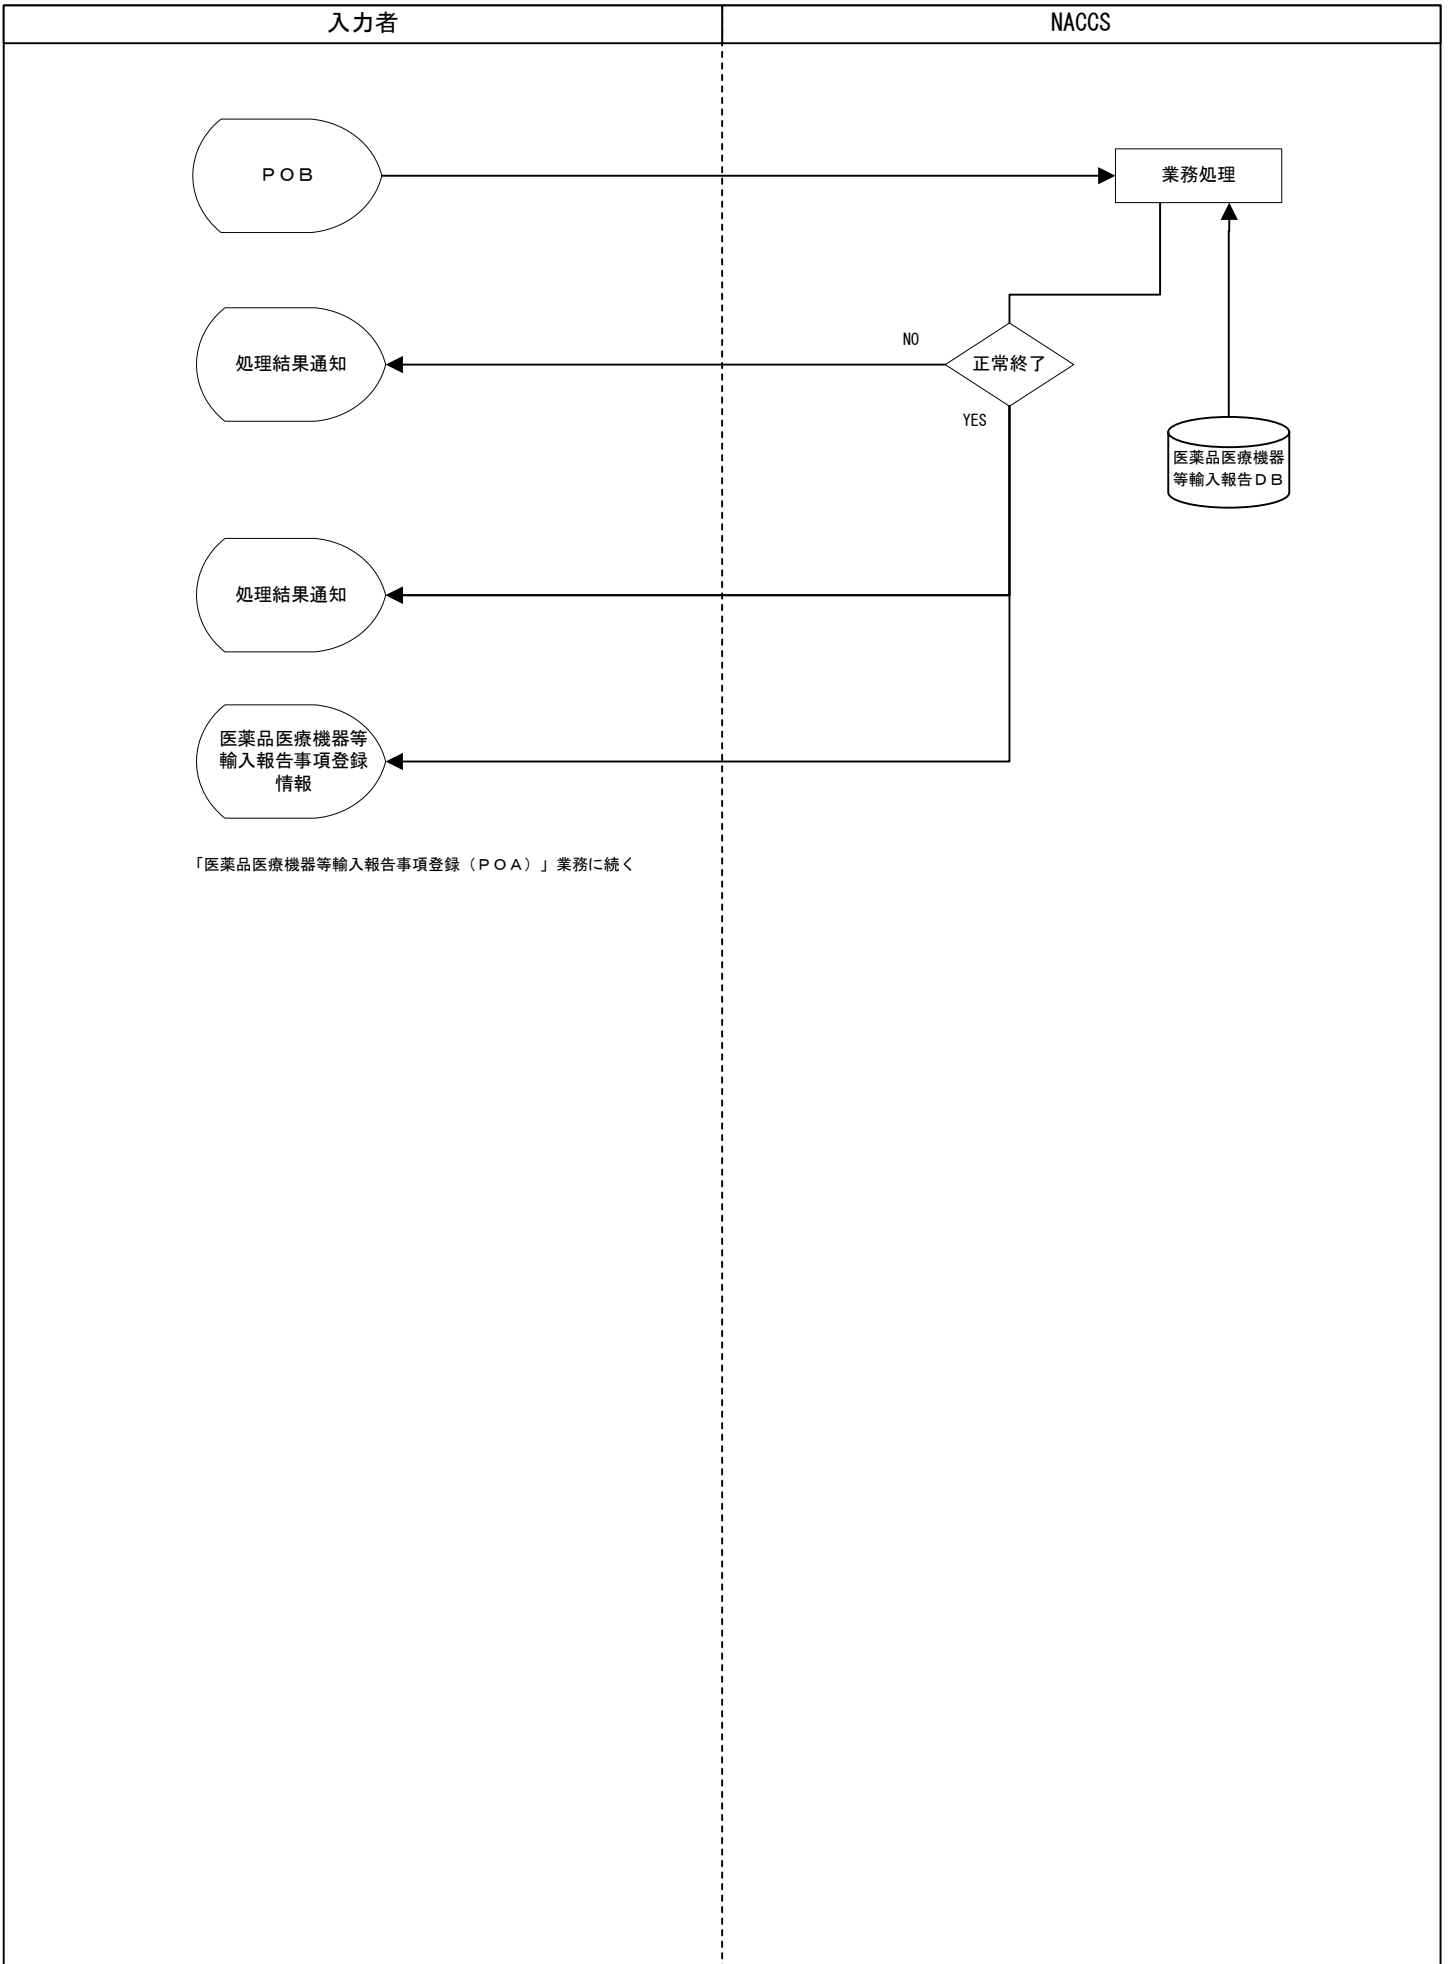 入力者
NACCS
ＰＯＢ
業務処理
処理結果通知
NO
正常終了
YES
医薬品医療機器
等輸入報告ＤＢ
処理結果通知
医薬品医療機器等
輸入報告事項登録
情報
「医薬品医療機器等輸入報告事項登録（ＰＯＡ）」業務に続く